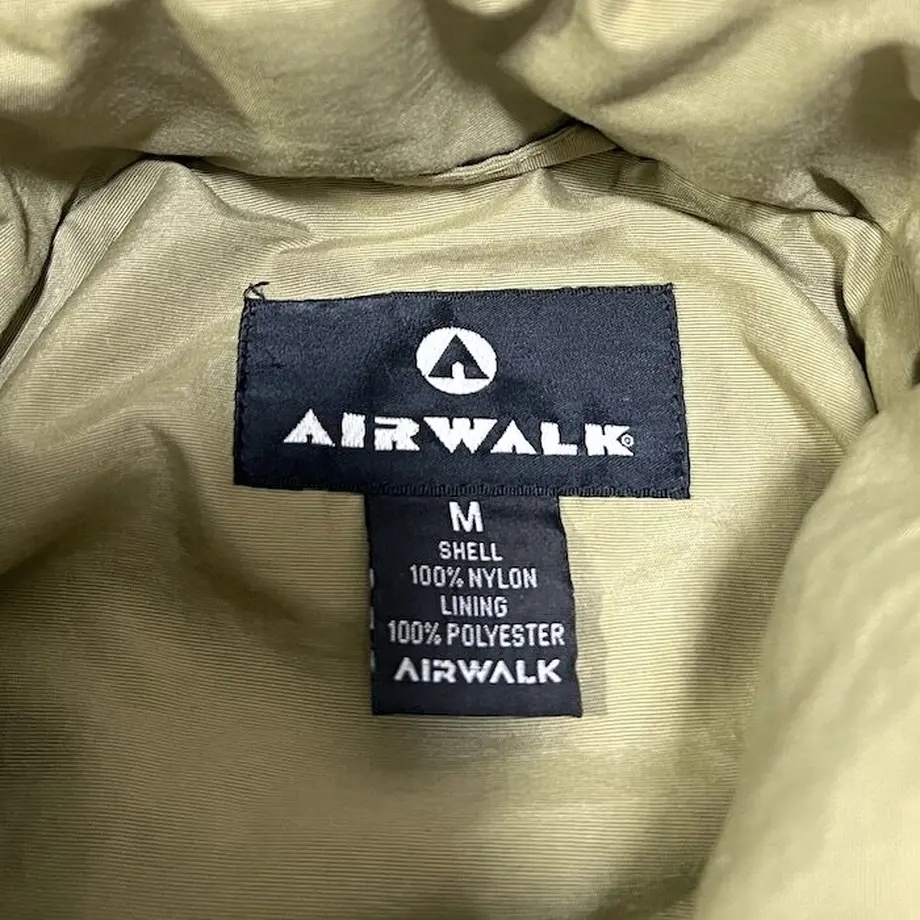 AIRWALK®
M
SHELL
100% NYLON
LINING
100% POLYESTER
AIRWALK